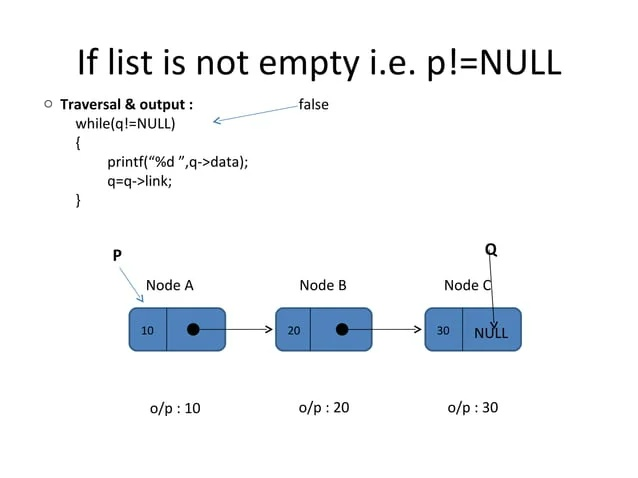 If list is not empty i.e. p!=NULL
○ Traversal & output : false
while(q!=NULL)
{
printf(“%d ”,q->data);
q=q->link;
}
P Q
Node A Node B Node C
10 20 30 NULL
o/p : 10 o/p : 20 o/p : 30